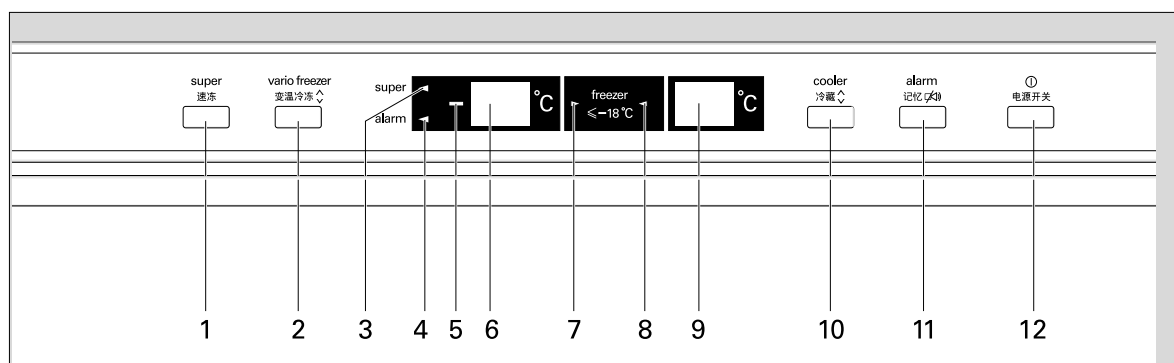 super
速冻
vario freezer
变温冷冻
super
alarm
°C
freezer
≤-18°C
°C
cooler
冷藏
alarm
记忆
电源开关
1 2 3 4 5 6 7 8 9 10 11 12